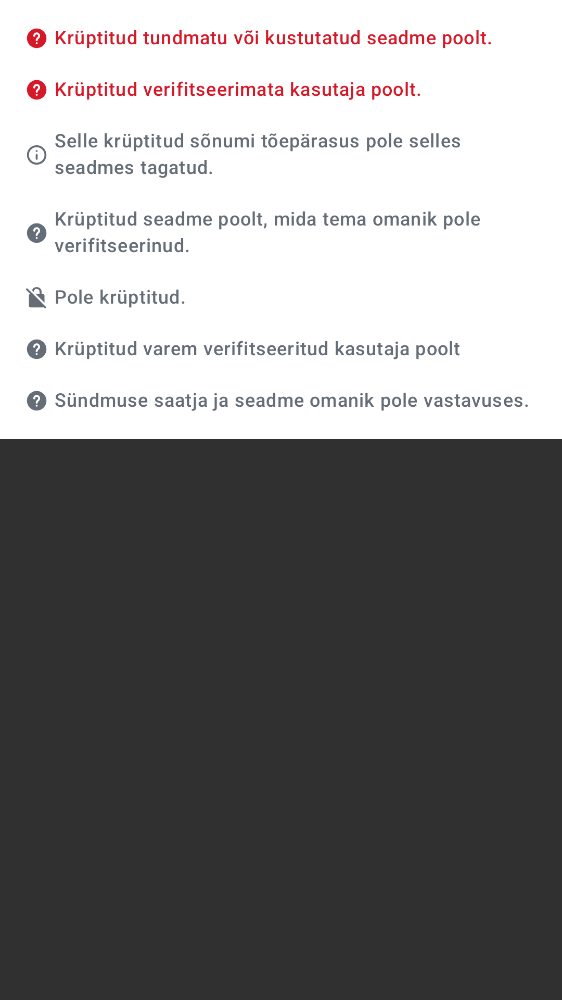 Krüptitud tundmatu või kustutatud seadme poolt.
Krüptitud verifitseerimata kasutaja poolt.
Selle krüptitud sõnumi tõepärasus pole selles
seadmes tagatud.
Krüptitud seadme poolt, mida tema omanik pole
verifitseerinud.
Pole krüptitud.
Krüptitud varem verifitseeritud kasutaja poolt
Sündmuse saatja ja seadme omanik pole vastavuses.